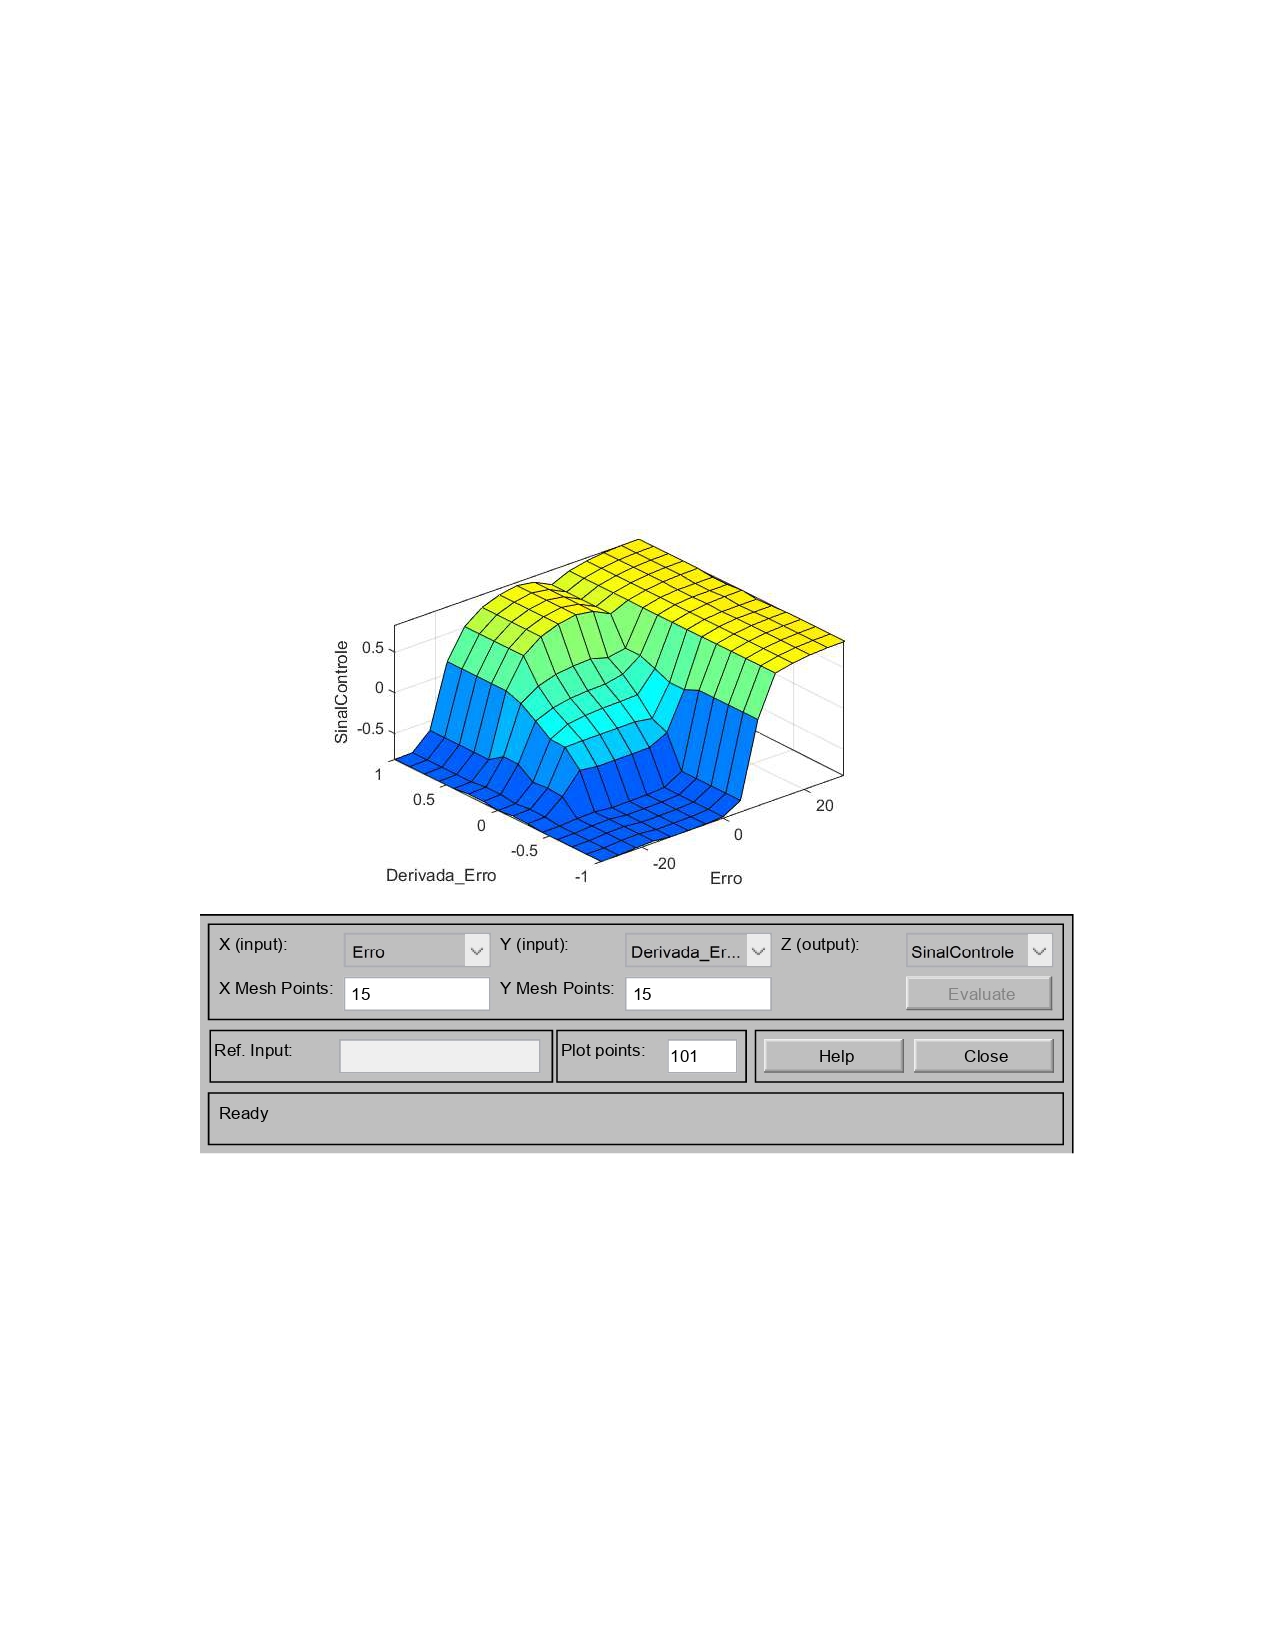 SinalControle
0.5
0
-0.5
1
0.5
0
-0.5
-1
Derivada_Erro
-20
0
20
Erro
X (input): Erro Y (input): Derivada_Er... Z (output): SinalControle
X Mesh Points: 15 Y Mesh Points: 15 Evaluate
Ref. Input: Plot points: 101 Help Close
Ready